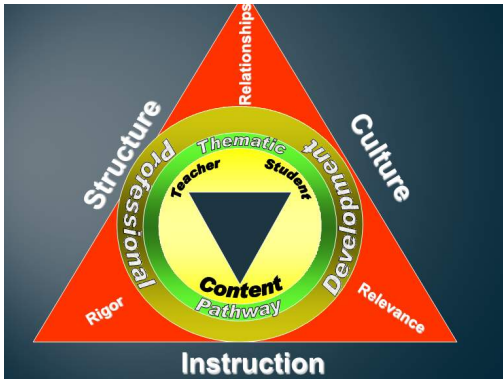 Relationships
Structure
Culture
Professional
Development
Thematic
Teacher
Student
Content
Pathway
Rigor
Relevance
Instruction